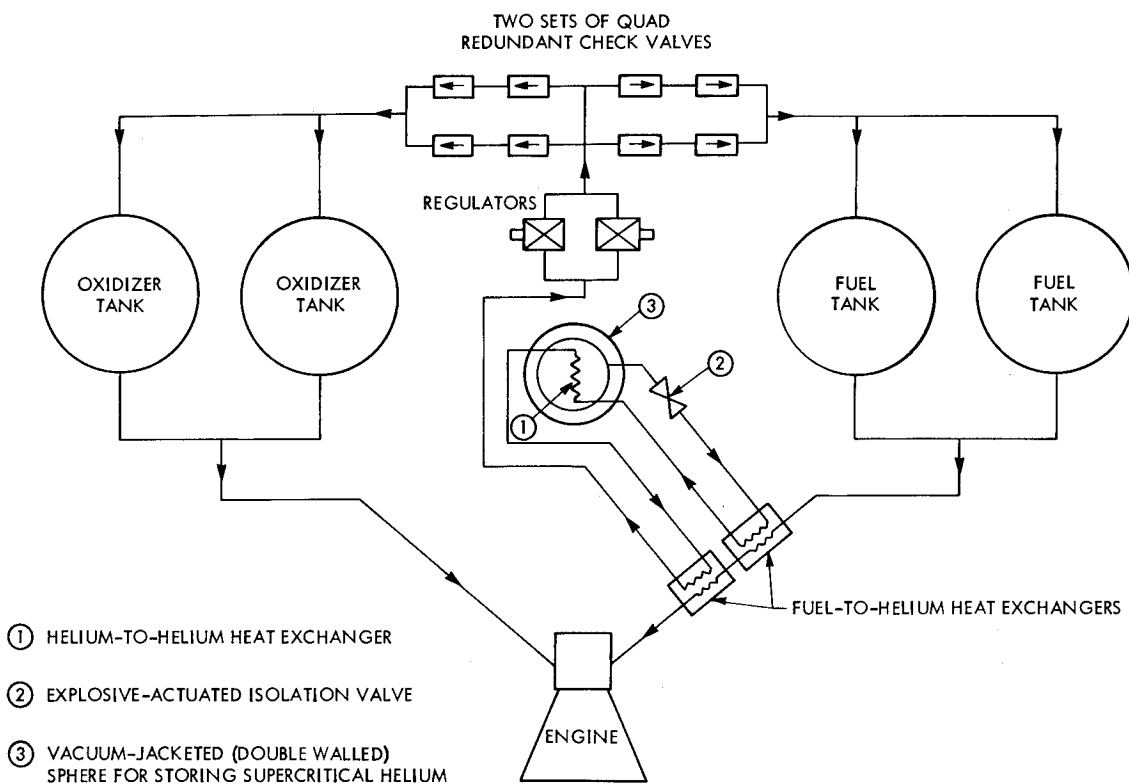 TWO SETS OF QUAD
REDUNDANT CHECK VALVES
REGULATORS
OXIDIZER
TANK
OXIDIZER
TANK
FUEL
TANK
FUEL
TANK
3
2
1
FUEL-TO-HELIUM HEAT EXCHANGERS
1 HELIUM-TO-HELIUM HEAT EXCHANGER
2 EXPLOSIVE-ACTUATED ISOLATION VALVE
3 VACUUM-JACKETED (DOUBLE WALLED)
SPHERE FOR STORING SUPERCRITICAL HELIUM
ENGINE